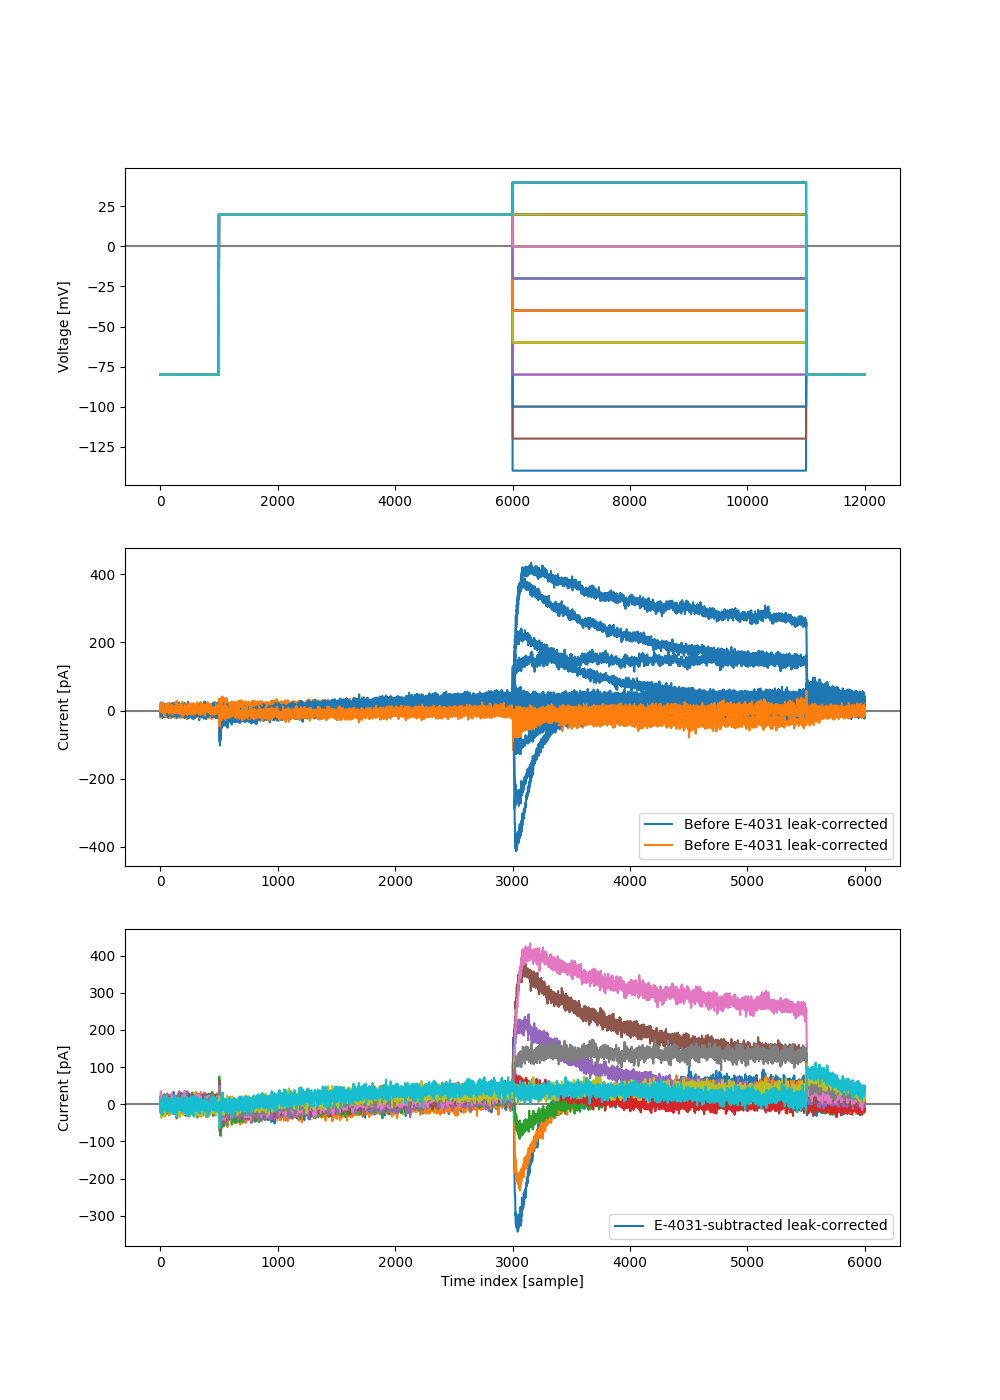 25
0
−25
−50
−75
−100
−125
Voltage [mV]
0 2000 4000 6000 8000 10000 12000
400
200
0
−200
−400
Current [pA]
Before E-4031 leak-corrected
Before E-4031 leak-corrected
0 1000 2000 3000 4000 5000 6000
400
300
200
100
0
−100
−200
−300
Current [pA]
E-4031-subtracted leak-corrected
0 1000 2000 3000 4000 5000 6000
Time index [sample]